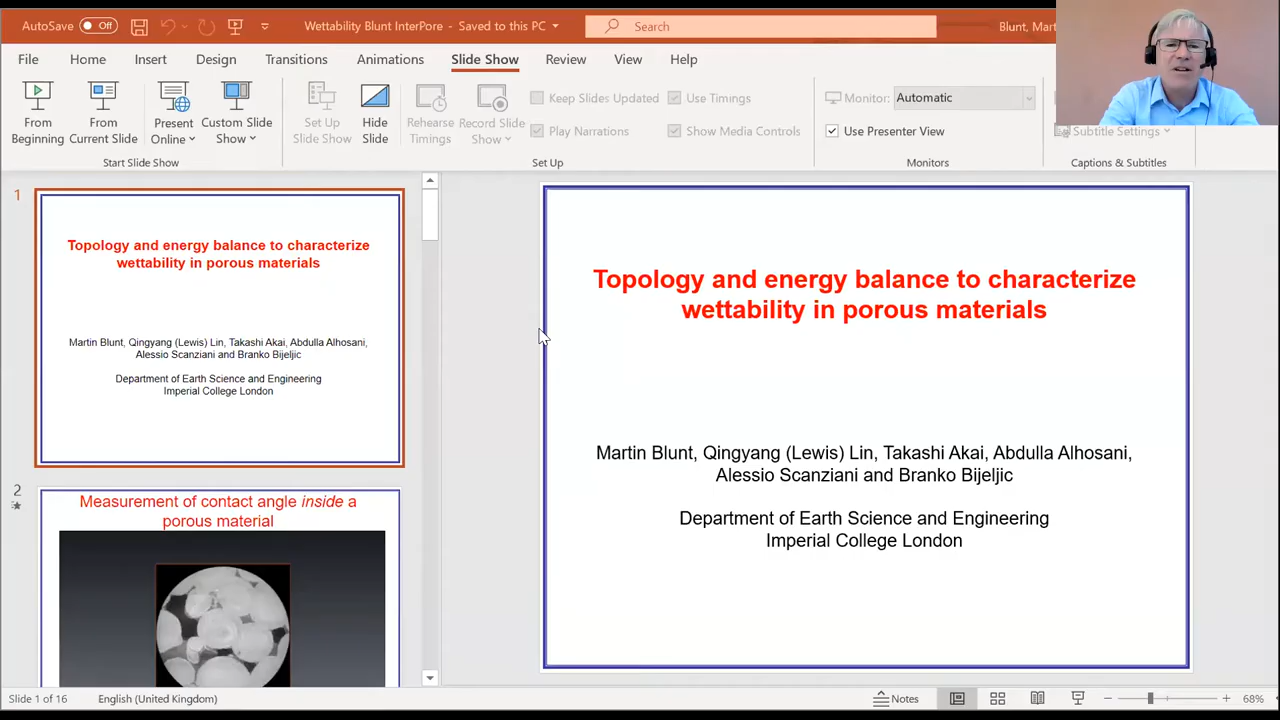 AutoSave Off
Wettability Blunt InterPore - Saved to this PC
Search
Blunt, Mart
File Home Insert Design Transitions Animations Slide Show Review View Help
From Beginning
From Current Slide
Present Online
Custom Slide Show
Start Slide Show
Set Up Slide Show
Hide Slide
Rehearse Timings
Record Slide Show
Keep Slides Updated
Play Narrations
Use Timings
Show Media Controls
Set Up
Monitor: Automatic
Use Presenter View
Monitors
Subtitle Settings
Captions & Subtitles
1
Topology and energy balance to characterize
wettability in porous materials
Martin Blunt, Qingyang (Lewis) Lin, Takashi Akai, Abdulla Alhosani,
Alessio Scanziani and Branko Bijeljic
Department of Earth Science and Engineering
Imperial College London
2
Measurement of contact angle inside a
porous material
Topology and energy balance to characterize
wettability in porous materials
Martin Blunt, Qingyang (Lewis) Lin, Takashi Akai, Abdulla Alhosani,
Alessio Scanziani and Branko Bijeljic
Department of Earth Science and Engineering
Imperial College London
Slide 1 of 16 English (United Kingdom) Notes 68%